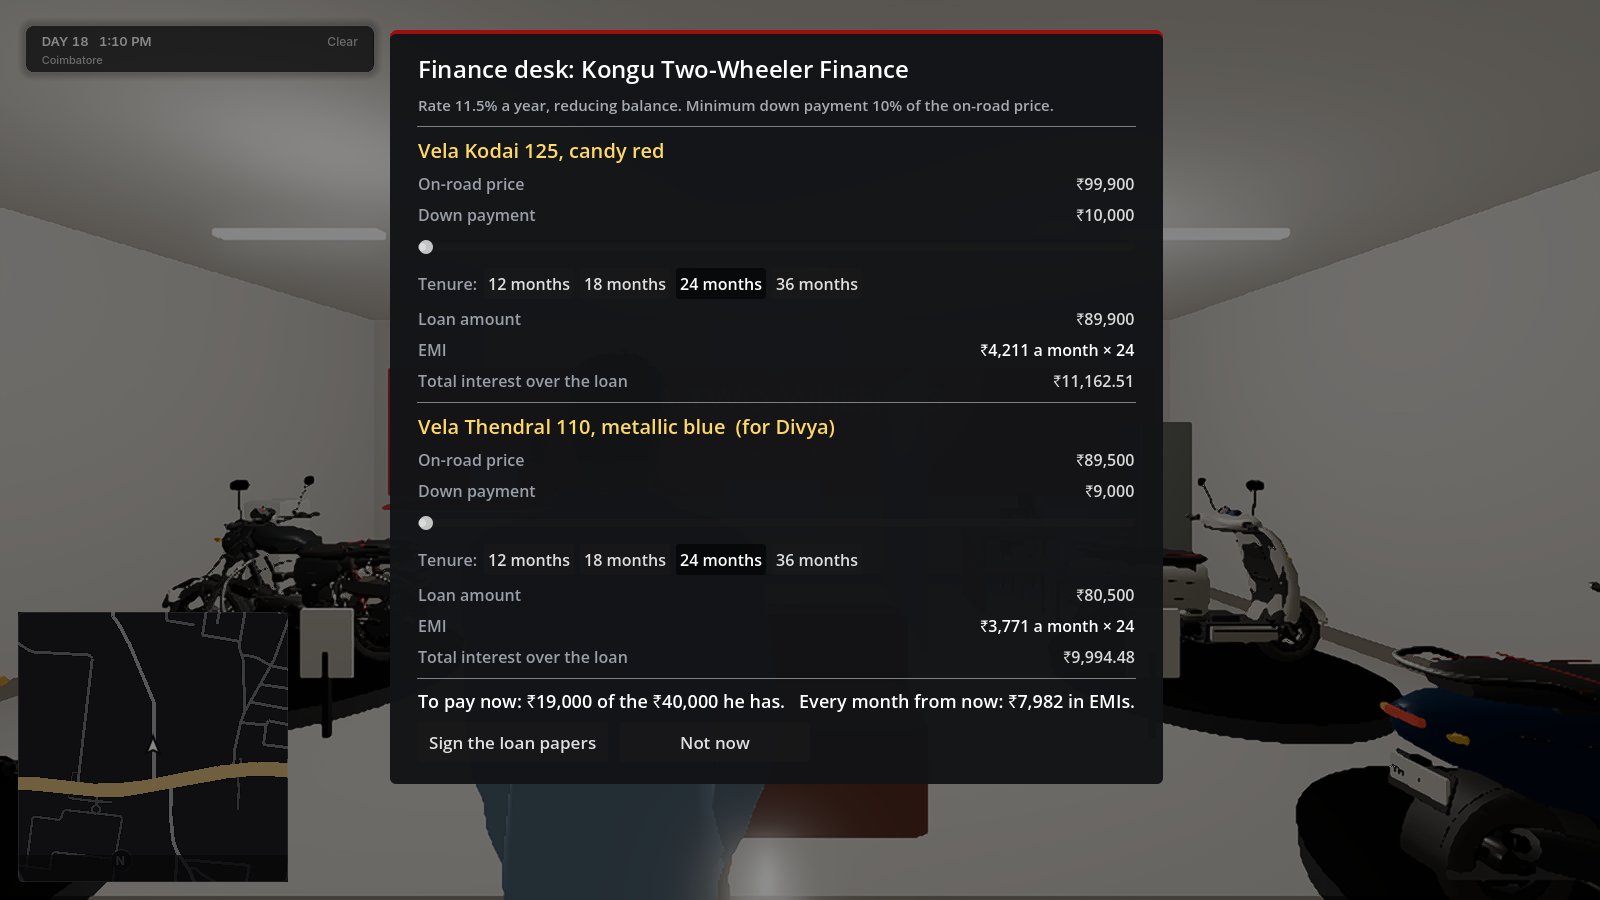 DAY 18 1:10 PM Clear
Coimbatore
Finance desk: Kongu Two-Wheeler Finance
Rate 11.5% a year, reducing balance. Minimum down payment 10% of the on-road price.
Vela Kodai 125, candy red
On-road price ₹99,900
Down payment ₹10,000
Tenure: 12 months 18 months 24 months 36 months
Loan amount ₹89,900
EMI ₹4,211 a month × 24
Total interest over the loan ₹11,162.51
Vela Thendral 110, metallic blue (for Divya)
On-road price ₹89,500
Down payment ₹9,000
Tenure: 12 months 18 months 24 months 36 months
Loan amount ₹80,500
EMI ₹3,771 a month × 24
Total interest over the loan ₹9,994.48
To pay now: ₹19,000 of the ₹40,000 he has. Every month from now: ₹7,982 in EMIs.
Sign the loan papers Not now
N